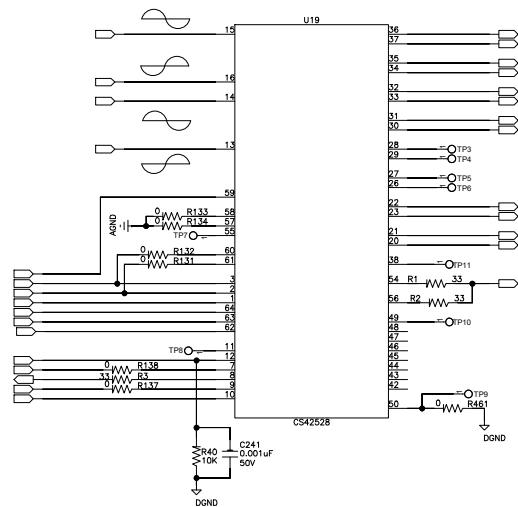 U19
15
16
14
13
59
0 R133 58
0 R134 57
AGND
TP7 55
0 R132 60
0 R131 61
3
2
1
64
63
62
TP8 11
12
0 R138 7
33 R3 8
0 R137 9
10
R40
10K
C241
0.001uF
50V
DGND
36
37
35
34
32
33
31
30
28 TP3
29 TP4
27 TP5
26 TP6
22
23
21
20
38 TP11
54 R1 33
56 R2 33
49 TP10
48
47
46
45
44
43
42
TP9
50 0 R461
DGND
CS42528